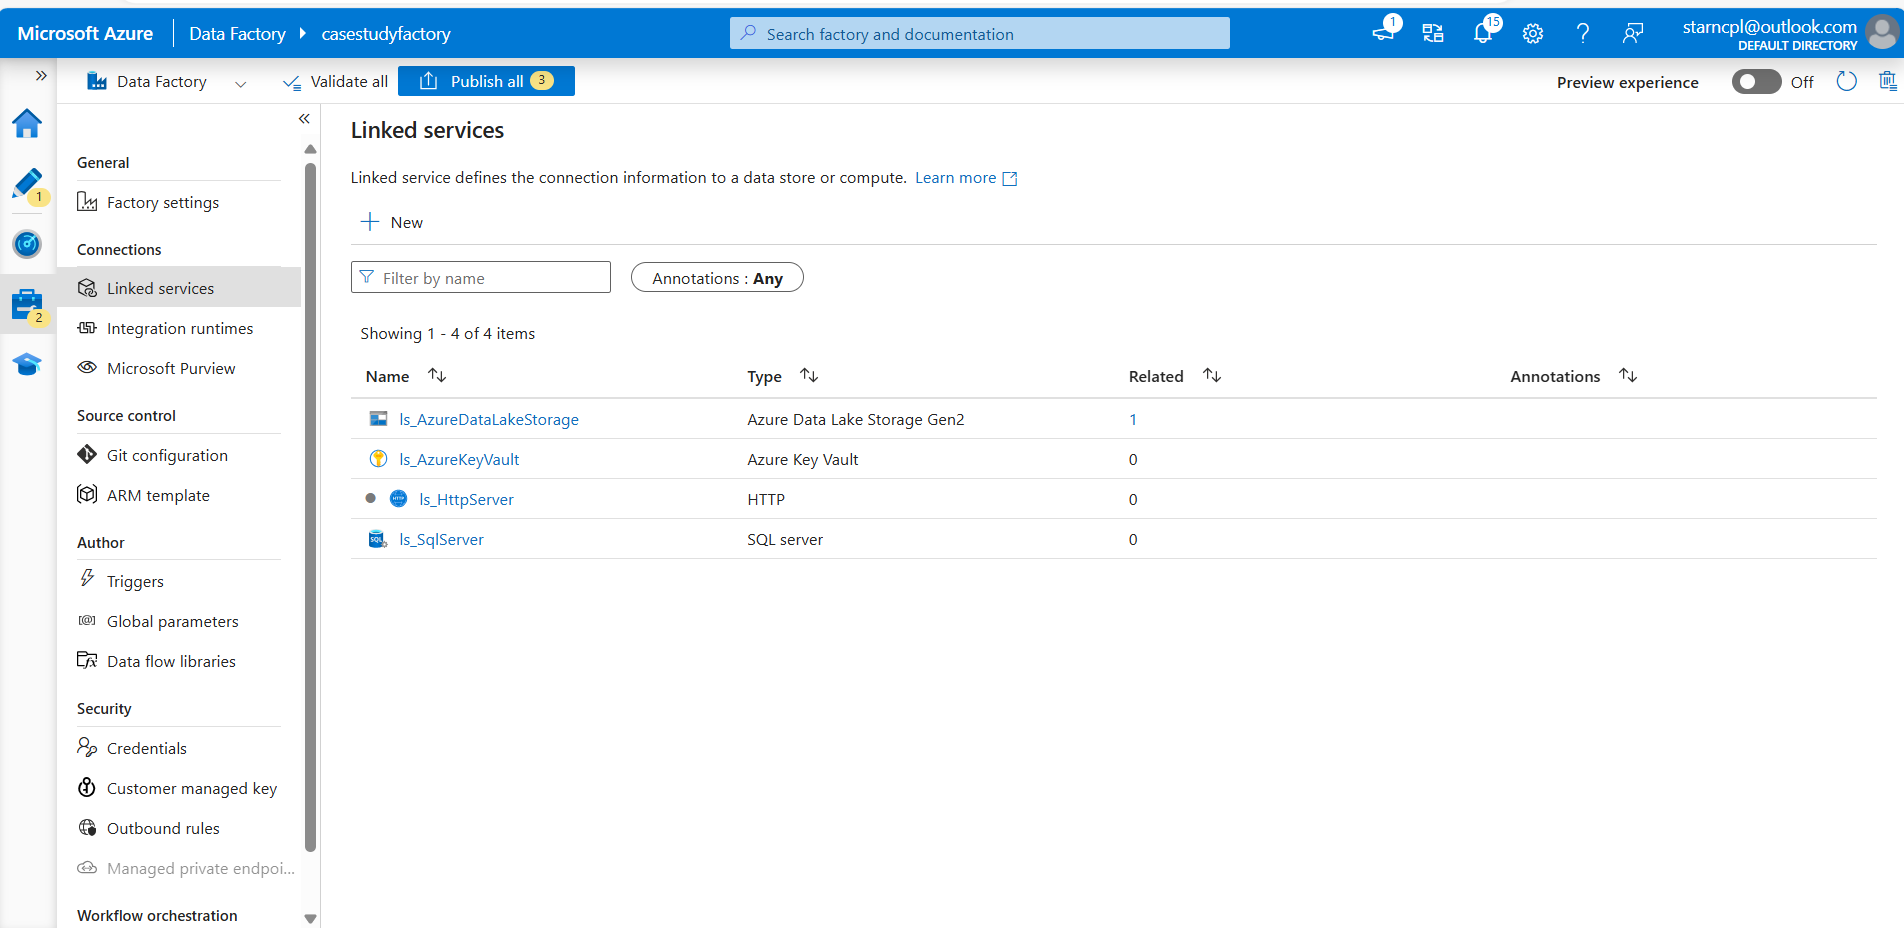 Microsoft Azure
Data Factory
casestudyfactory
Search factory and documentation
1
15
starncpl@outlook.com
DEFAULT DIRECTORY
Data Factory
Validate all
Publish all 3
Preview experience
Off
1
2
General
Factory settings
Connections
Linked services
Integration runtimes
Microsoft Purview
Source control
Git configuration
ARM template
Author
Triggers
Global parameters
Data flow libraries
Security
Credentials
Customer managed key
Outbound rules
Managed private endpoi...
Workflow orchestration
Linked services
Linked service defines the connection information to a data store or compute. Learn more
New
Filter by name
Annotations : Any
Showing 1 - 4 of 4 items
Name Type Related Annotations
ls_AzureDataLakeStorage Azure Data Lake Storage Gen2 1
ls_AzureKeyVault Azure Key Vault 0
HTTP ls_HttpServer HTTP 0
SQL ls_SqlServer SQL server 0